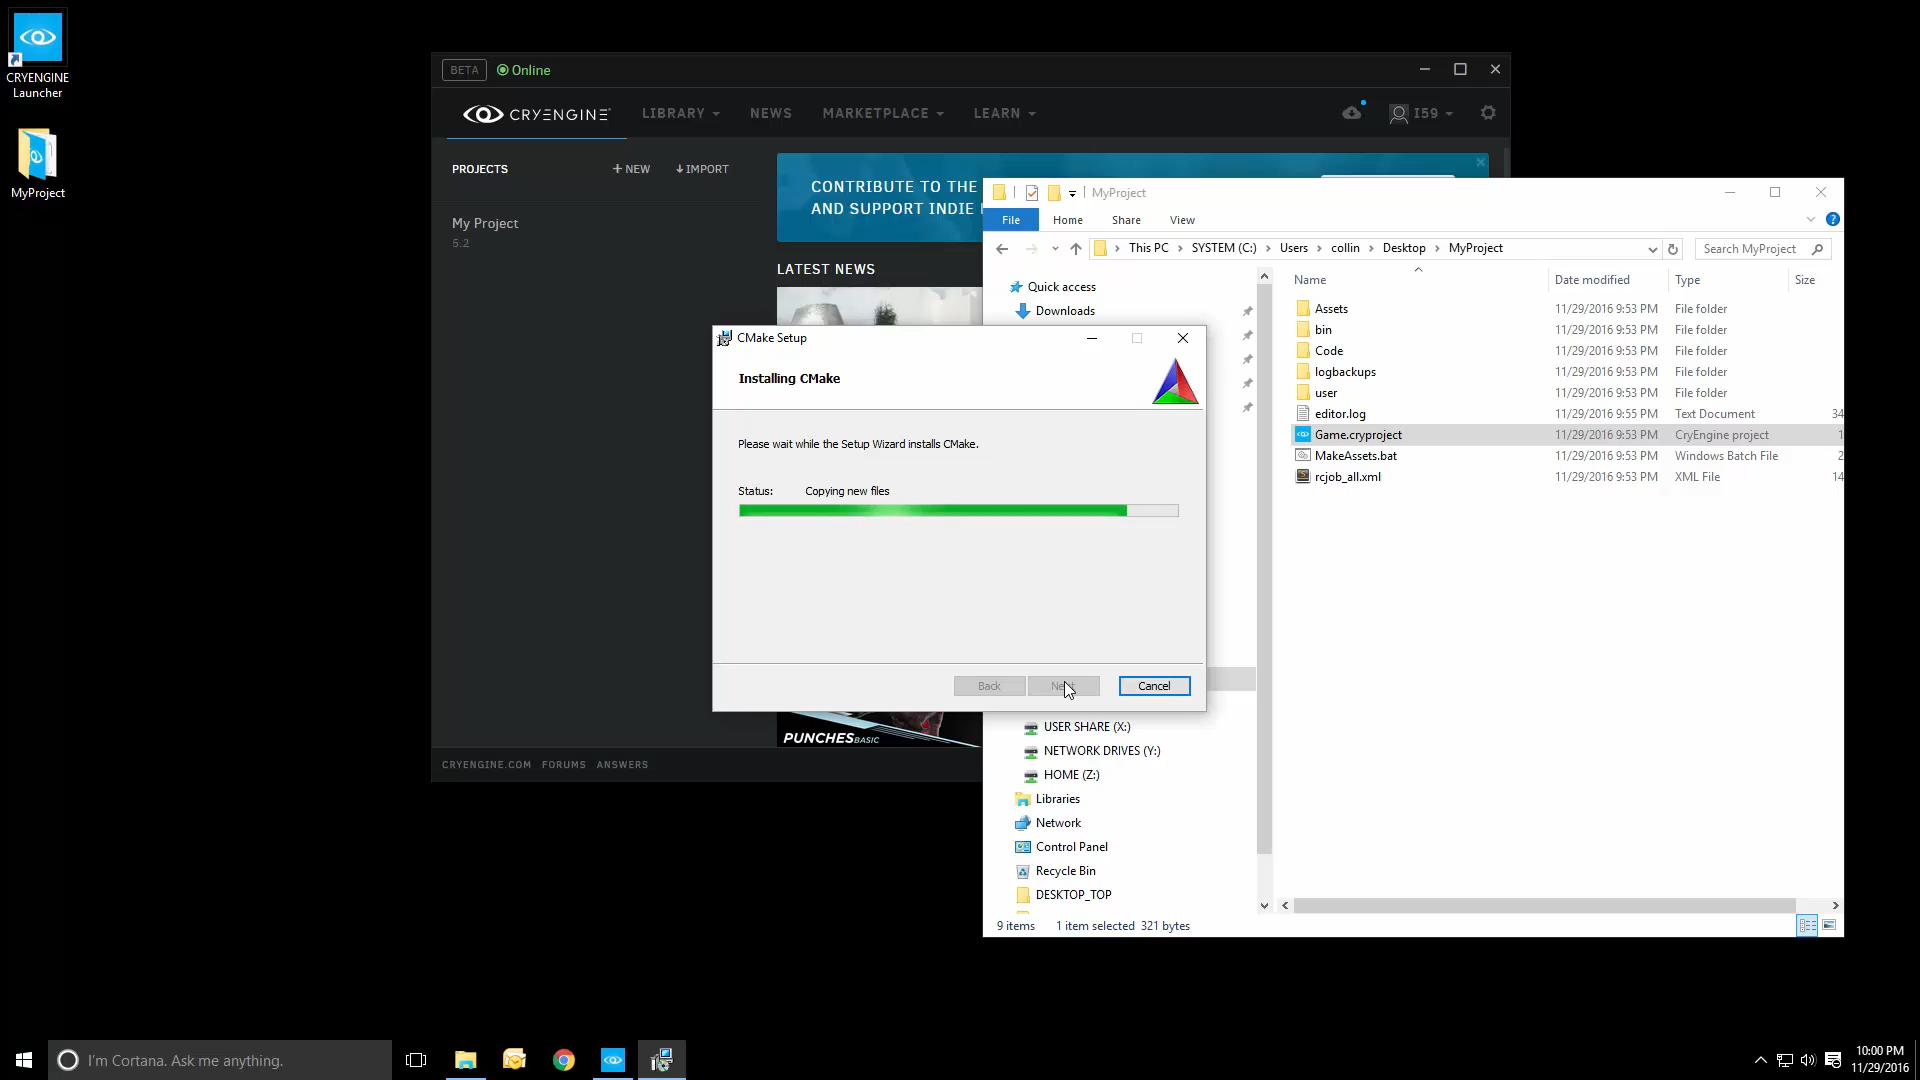 CRYENGINE
Launcher
MyProject
BETA
Online
CRYENGINE
LIBRARY
NEWS
MARKETPLACE
LEARN
I59
PROJECTS
+ NEW
IMPORT
My Project
5.2
CONTRIBUTE TO THE
AND SUPPORT INDIE
LATEST NEWS
PUNCHES BASIC
CRYENGINE.COM
FORUMS
ANSWERS
MyProject
File
Home
Share
View
This PC
SYSTEM (C:)
Users
collin
Desktop
MyProject
Search MyProject
Quick access
Downloads
USER SHARE (X:)
NETWORK DRIVES (Y:)
HOME (Z:)
Libraries
Network
Control Panel
Recycle Bin
DESKTOP_TOP
Name Date modified Type Size
Assets 11/29/2016 9:53 PM File folder
bin 11/29/2016 9:53 PM File folder
Code 11/29/2016 9:53 PM File folder
logbackups 11/29/2016 9:53 PM File folder
user 11/29/2016 9:53 PM File folder
editor.log 11/29/2016 9:55 PM Text Document 34
Game.cryproject 11/29/2016 9:53 PM CryEngine project 1
MakeAssets.bat 11/29/2016 9:53 PM Windows Batch File 2
rcjob_all.xml 11/29/2016 9:53 PM XML File 14
9 items 1 item selected 321 bytes
CMake Setup
Installing CMake
Please wait while the Setup Wizard installs CMake.
Status: Copying new files
Back
Cancel
I'm Cortana. Ask me anything.
10:00 PM
11/29/2016